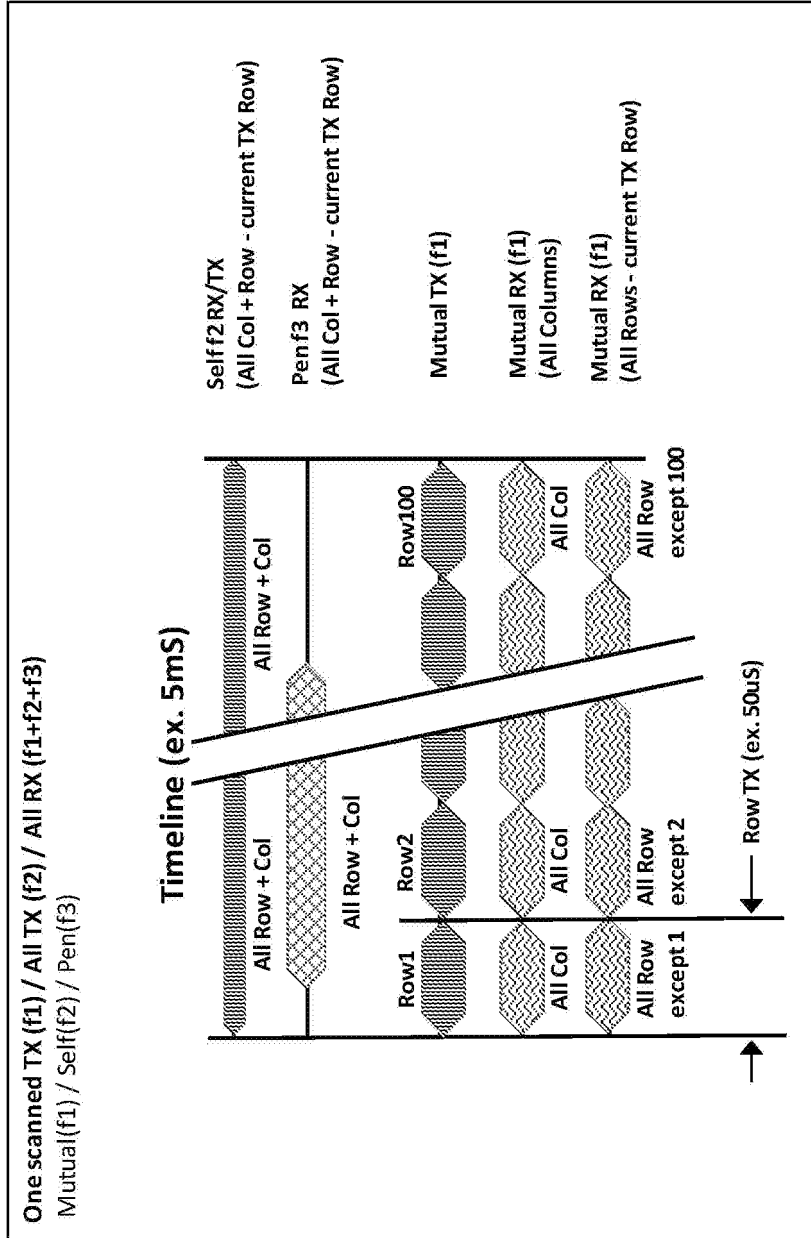 One scanned TX (f1) / All TX (f2) / All RX (f1+f2+f3)
Mutual(f1) / Self(f2) / Pen(f3)
Timeline (ex. 5mS)
All Row + Col
All Row + Col
Self f2 RX/TX
(All Col + Row - current TX Row)
All Row + Col
Pen f3 RX
(All Col + Row - current TX Row)
Row1
Row2
Row100
Mutual TX (f1)
All Col
All Col
All Col
Mutual RX (f1)
(All Columns)
All Row
except 1
All Row
except 2
All Row
except 100
Mutual RX (f1)
(All Rows - current TX Row)
Row TX (ex. 50uS)